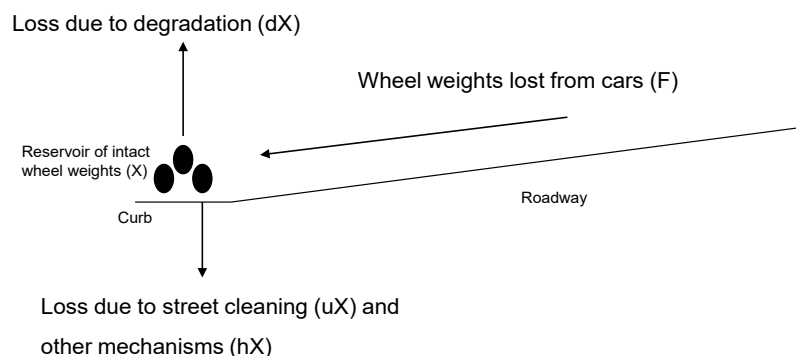 Loss due to degradation (dX)
Wheel weights lost from cars (F)
Reservoir of intact
wheel weights (X)
Roadway
Curb
Loss due to street cleaning (uX) and
other mechanisms (hX)